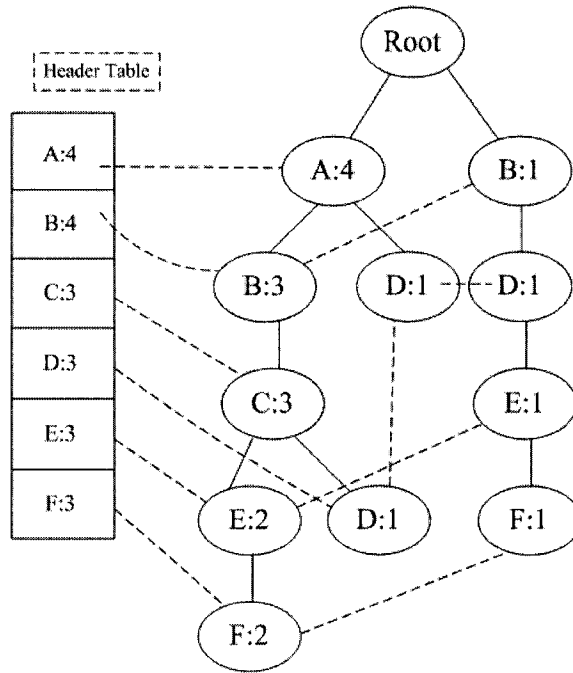 Root
Header Table
A:4
B:4
C:3
D:3
E:3
F:3
A:4
B:1
B:3
D:1
D:1
C:3
E:1
E:2
D:1
F:1
F:2